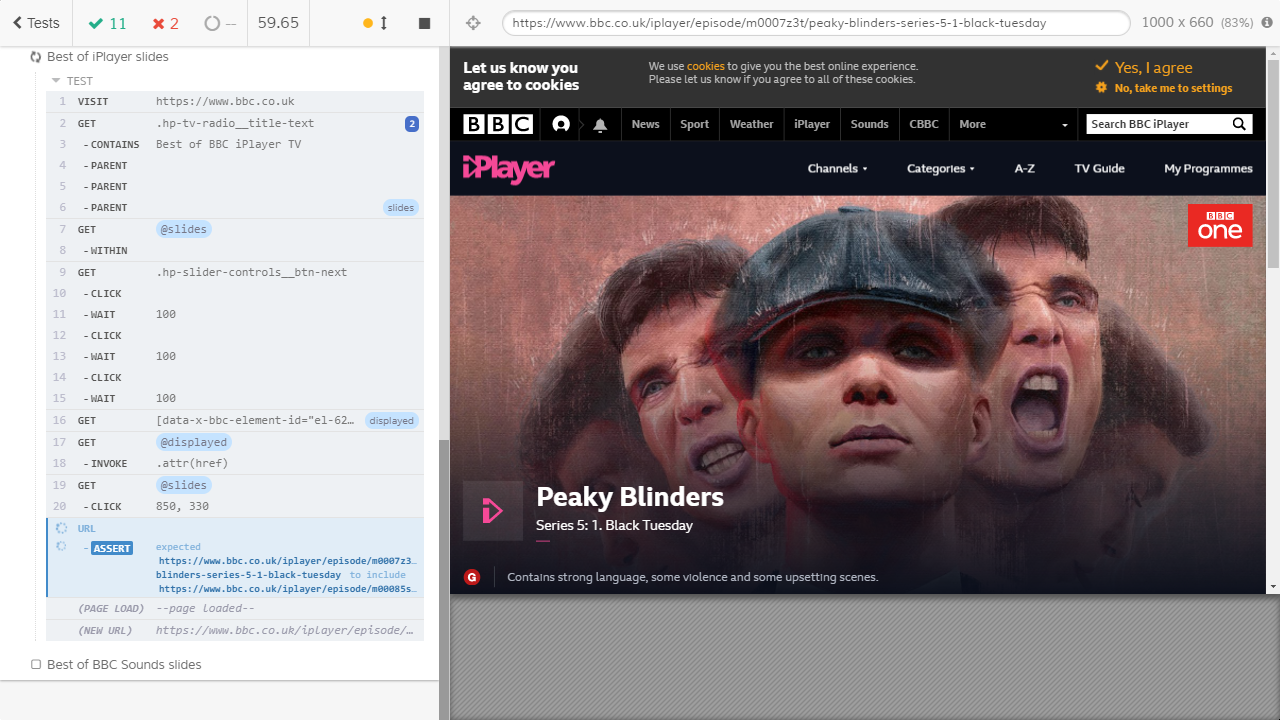 Tests
11
2
--
59.65
Best of iPlayer slides
TEST
1 VISIT https://www.bbc.co.uk
2 GET .hp-tv-radio__title-text 2
3 - CONTAINS Best of BBC iPlayer TV
4 - PARENT
5 - PARENT
6 - PARENT slides
7 GET @slides
8 - WITHIN
9 GET .hp-slider-controls__btn-next
10 - CLICK
11 - WAIT 100
12 - CLICK
13 - WAIT 100
14 - CLICK
15 - WAIT 100
16 GET [data-x-bbc-element-id="el-62… displayed
17 GET @displayed
18 - INVOKE .attr(href)
19 GET @slides
20 - CLICK 850, 330
URL
- ASSERT expected
https://www.bbc.co.uk/iplayer/episode/m0007z3…
blinders-series-5-1-black-tuesday to include
https://www.bbc.co.uk/iplayer/episode/m00085s…
(PAGE LOAD) --page loaded--
(NEW URL) https://www.bbc.co.uk/iplayer/episode/…
Best of BBC Sounds slides
https://www.bbc.co.uk/iplayer/episode/m0007z3t/peaky-blinders-series-5-1-black-tuesday
1000 x 660 (83%)
Let us know you
agree to cookies
We use cookies to give you the best online experience.
Please let us know if you agree to all of these cookies.
Yes, I agree
No, take me to settings
BBC
News Sport Weather iPlayer Sounds CBBC More
Search BBC iPlayer
iPlayer
Channels Categories A-Z TV Guide My Programmes
BBC
one
Peaky Blinders
Series 5: 1. Black Tuesday
G Contains strong language, some violence and some upsetting scenes.